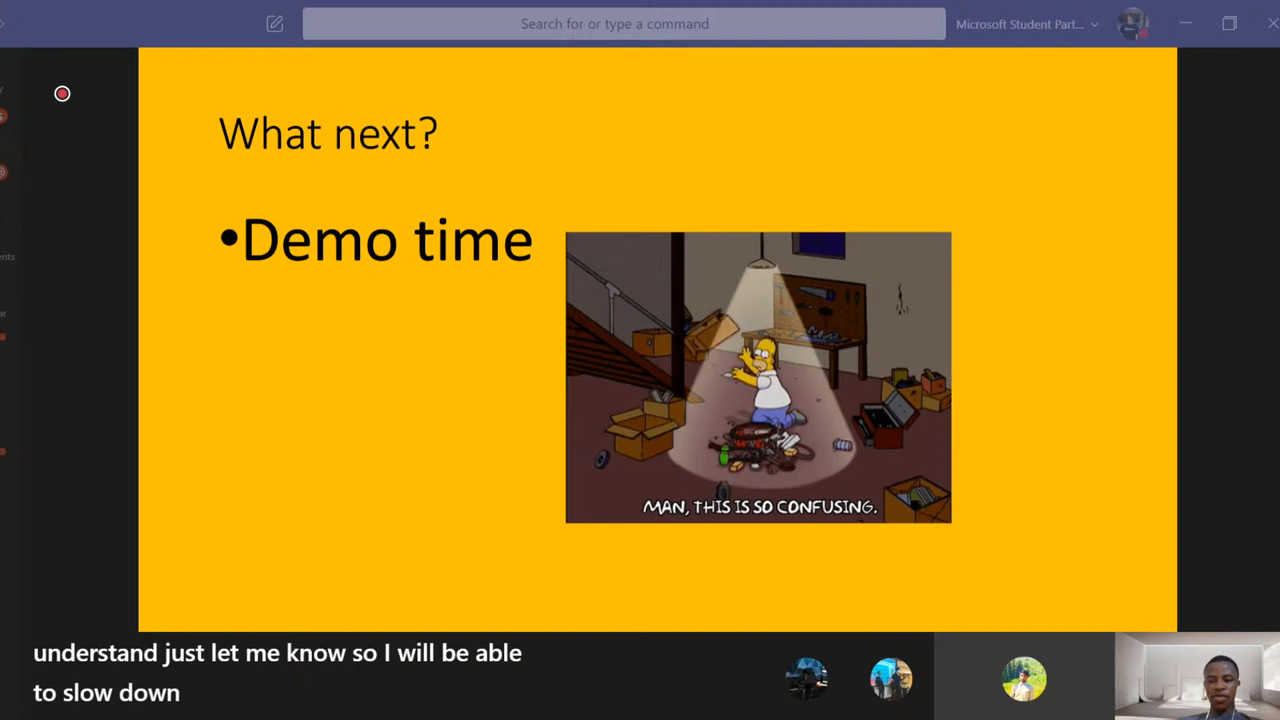 Search for or type a command
Microsoft Student Part...
What next?
•Demo time
MAN, THIS IS SO CONFUSING.
understand just let me know so I will be able
to slow down